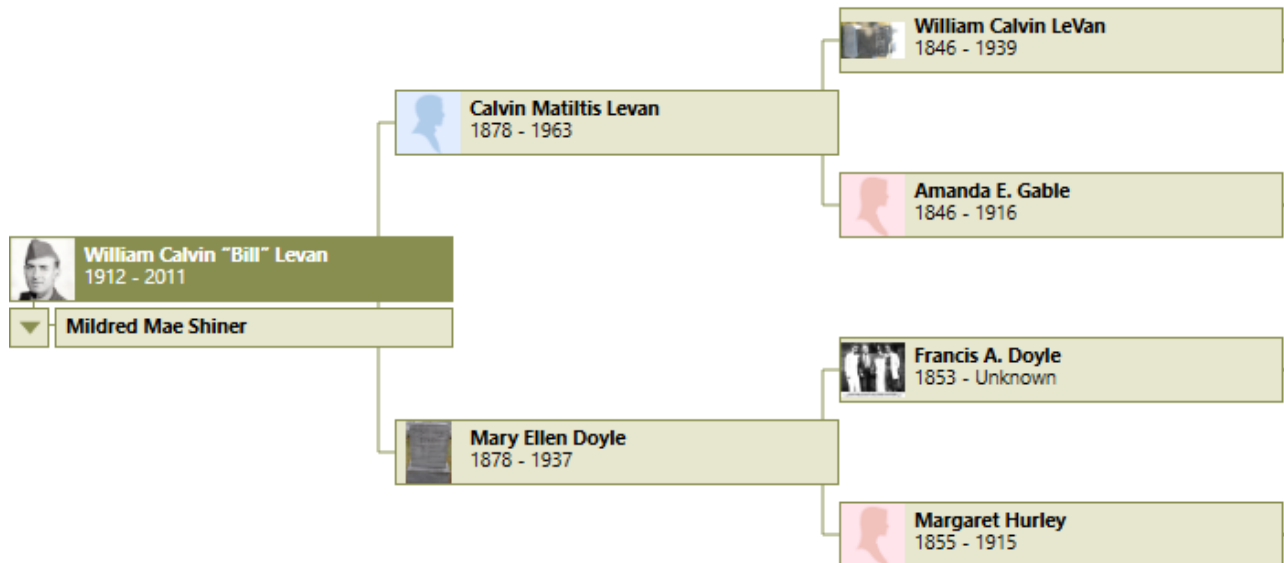 William Calvin LeVan
1846 - 1939
Calvin Matiltis Levan
1878 - 1963
Amanda E. Gable
1846 - 1916
William Calvin “Bill” Levan
1912 - 2011
Mildred Mae Shiner
Francis A. Doyle
1853 - Unknown
Mary Ellen Doyle
1878 - 1937
Margaret Hurley
1855 - 1915